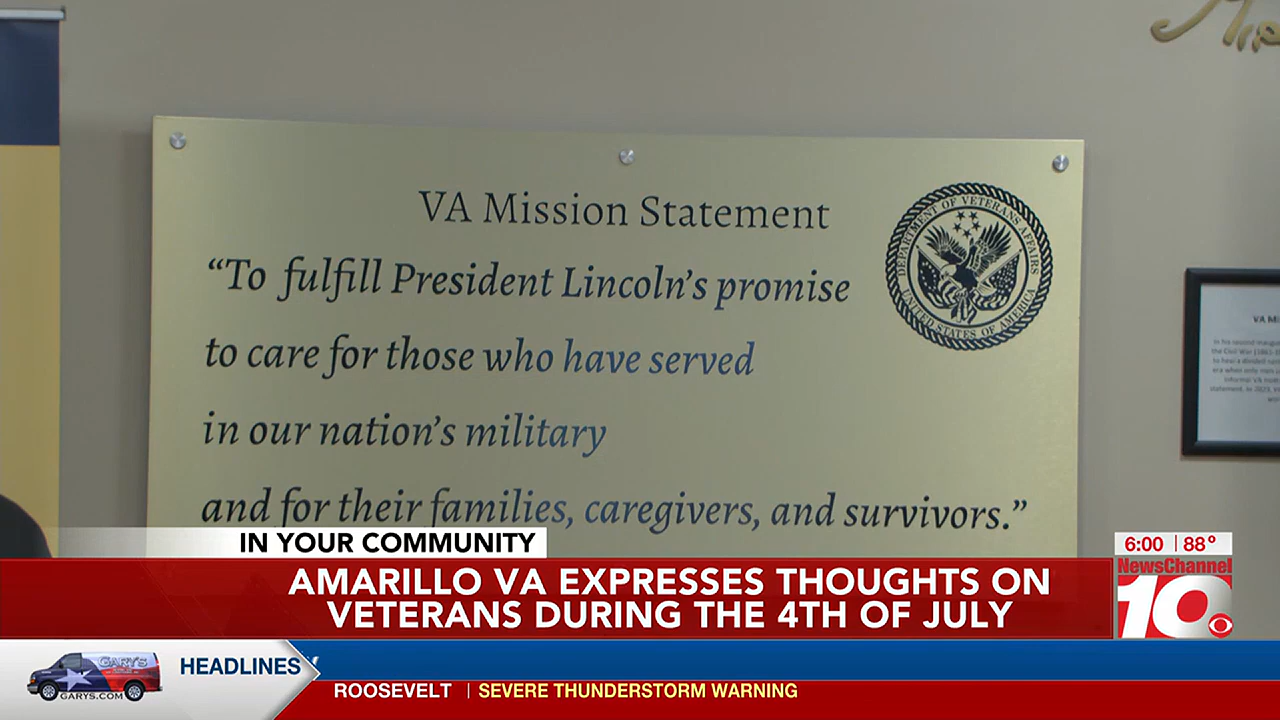 VA Mission Statement
“To fulfill President Lincoln’s promise
to care for those who have served
in our nation’s military
and for their families, caregivers, and survivors.”
DEPARTMENT OF VETERANS AFFAIRS
UNITED STATES OF AMERICA
IN YOUR COMMUNITY
AMARILLO VA EXPRESSES THOUGHTS ON
VETERANS DURING THE 4TH OF JULY
6:00 | 88°
NewsChannel
10
GARYS
GARYS.COM
HEADLINES
ROOSEVELT | SEVERE THUNDERSTORM WARNING